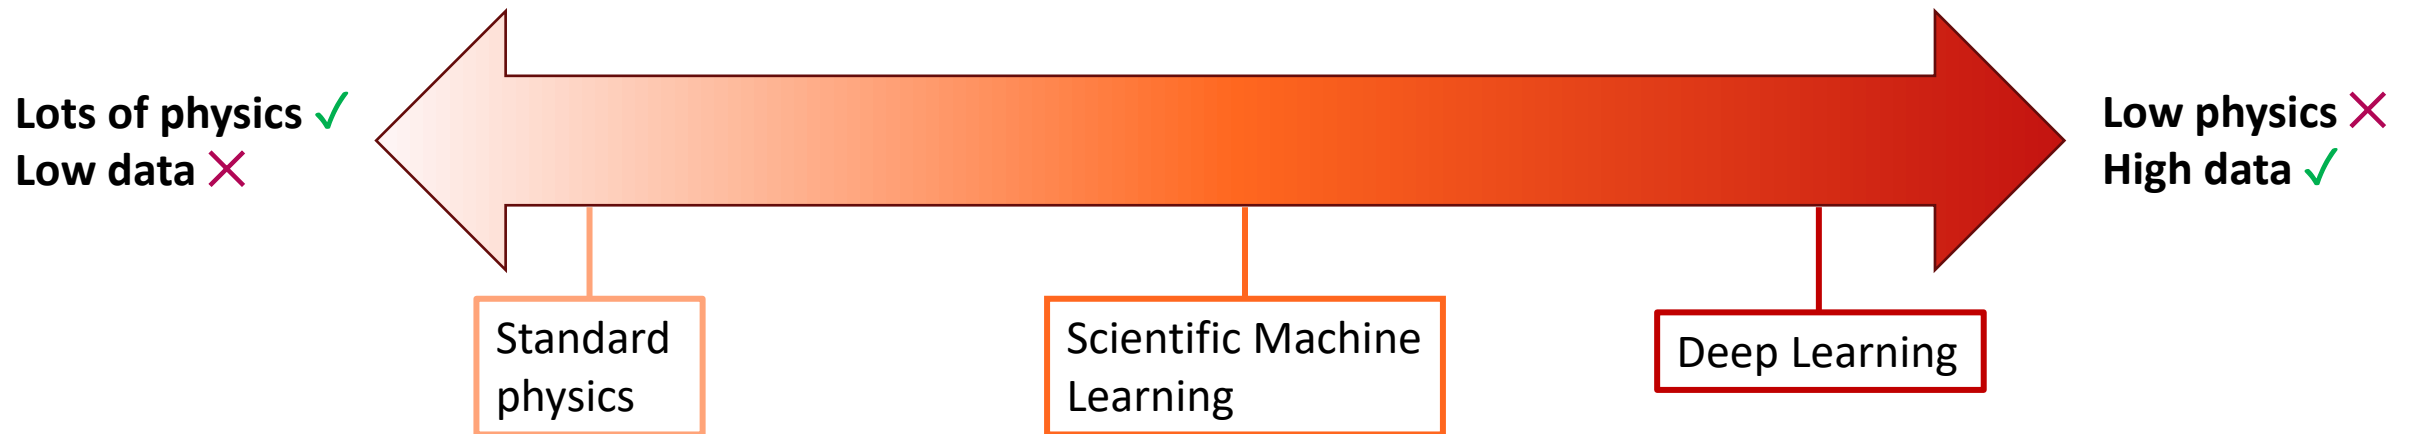 Lots of physics ✓
Low data ✕
Low physics ✕
High data ✓
Standard
physics
Scientific Machine
Learning
Deep Learning